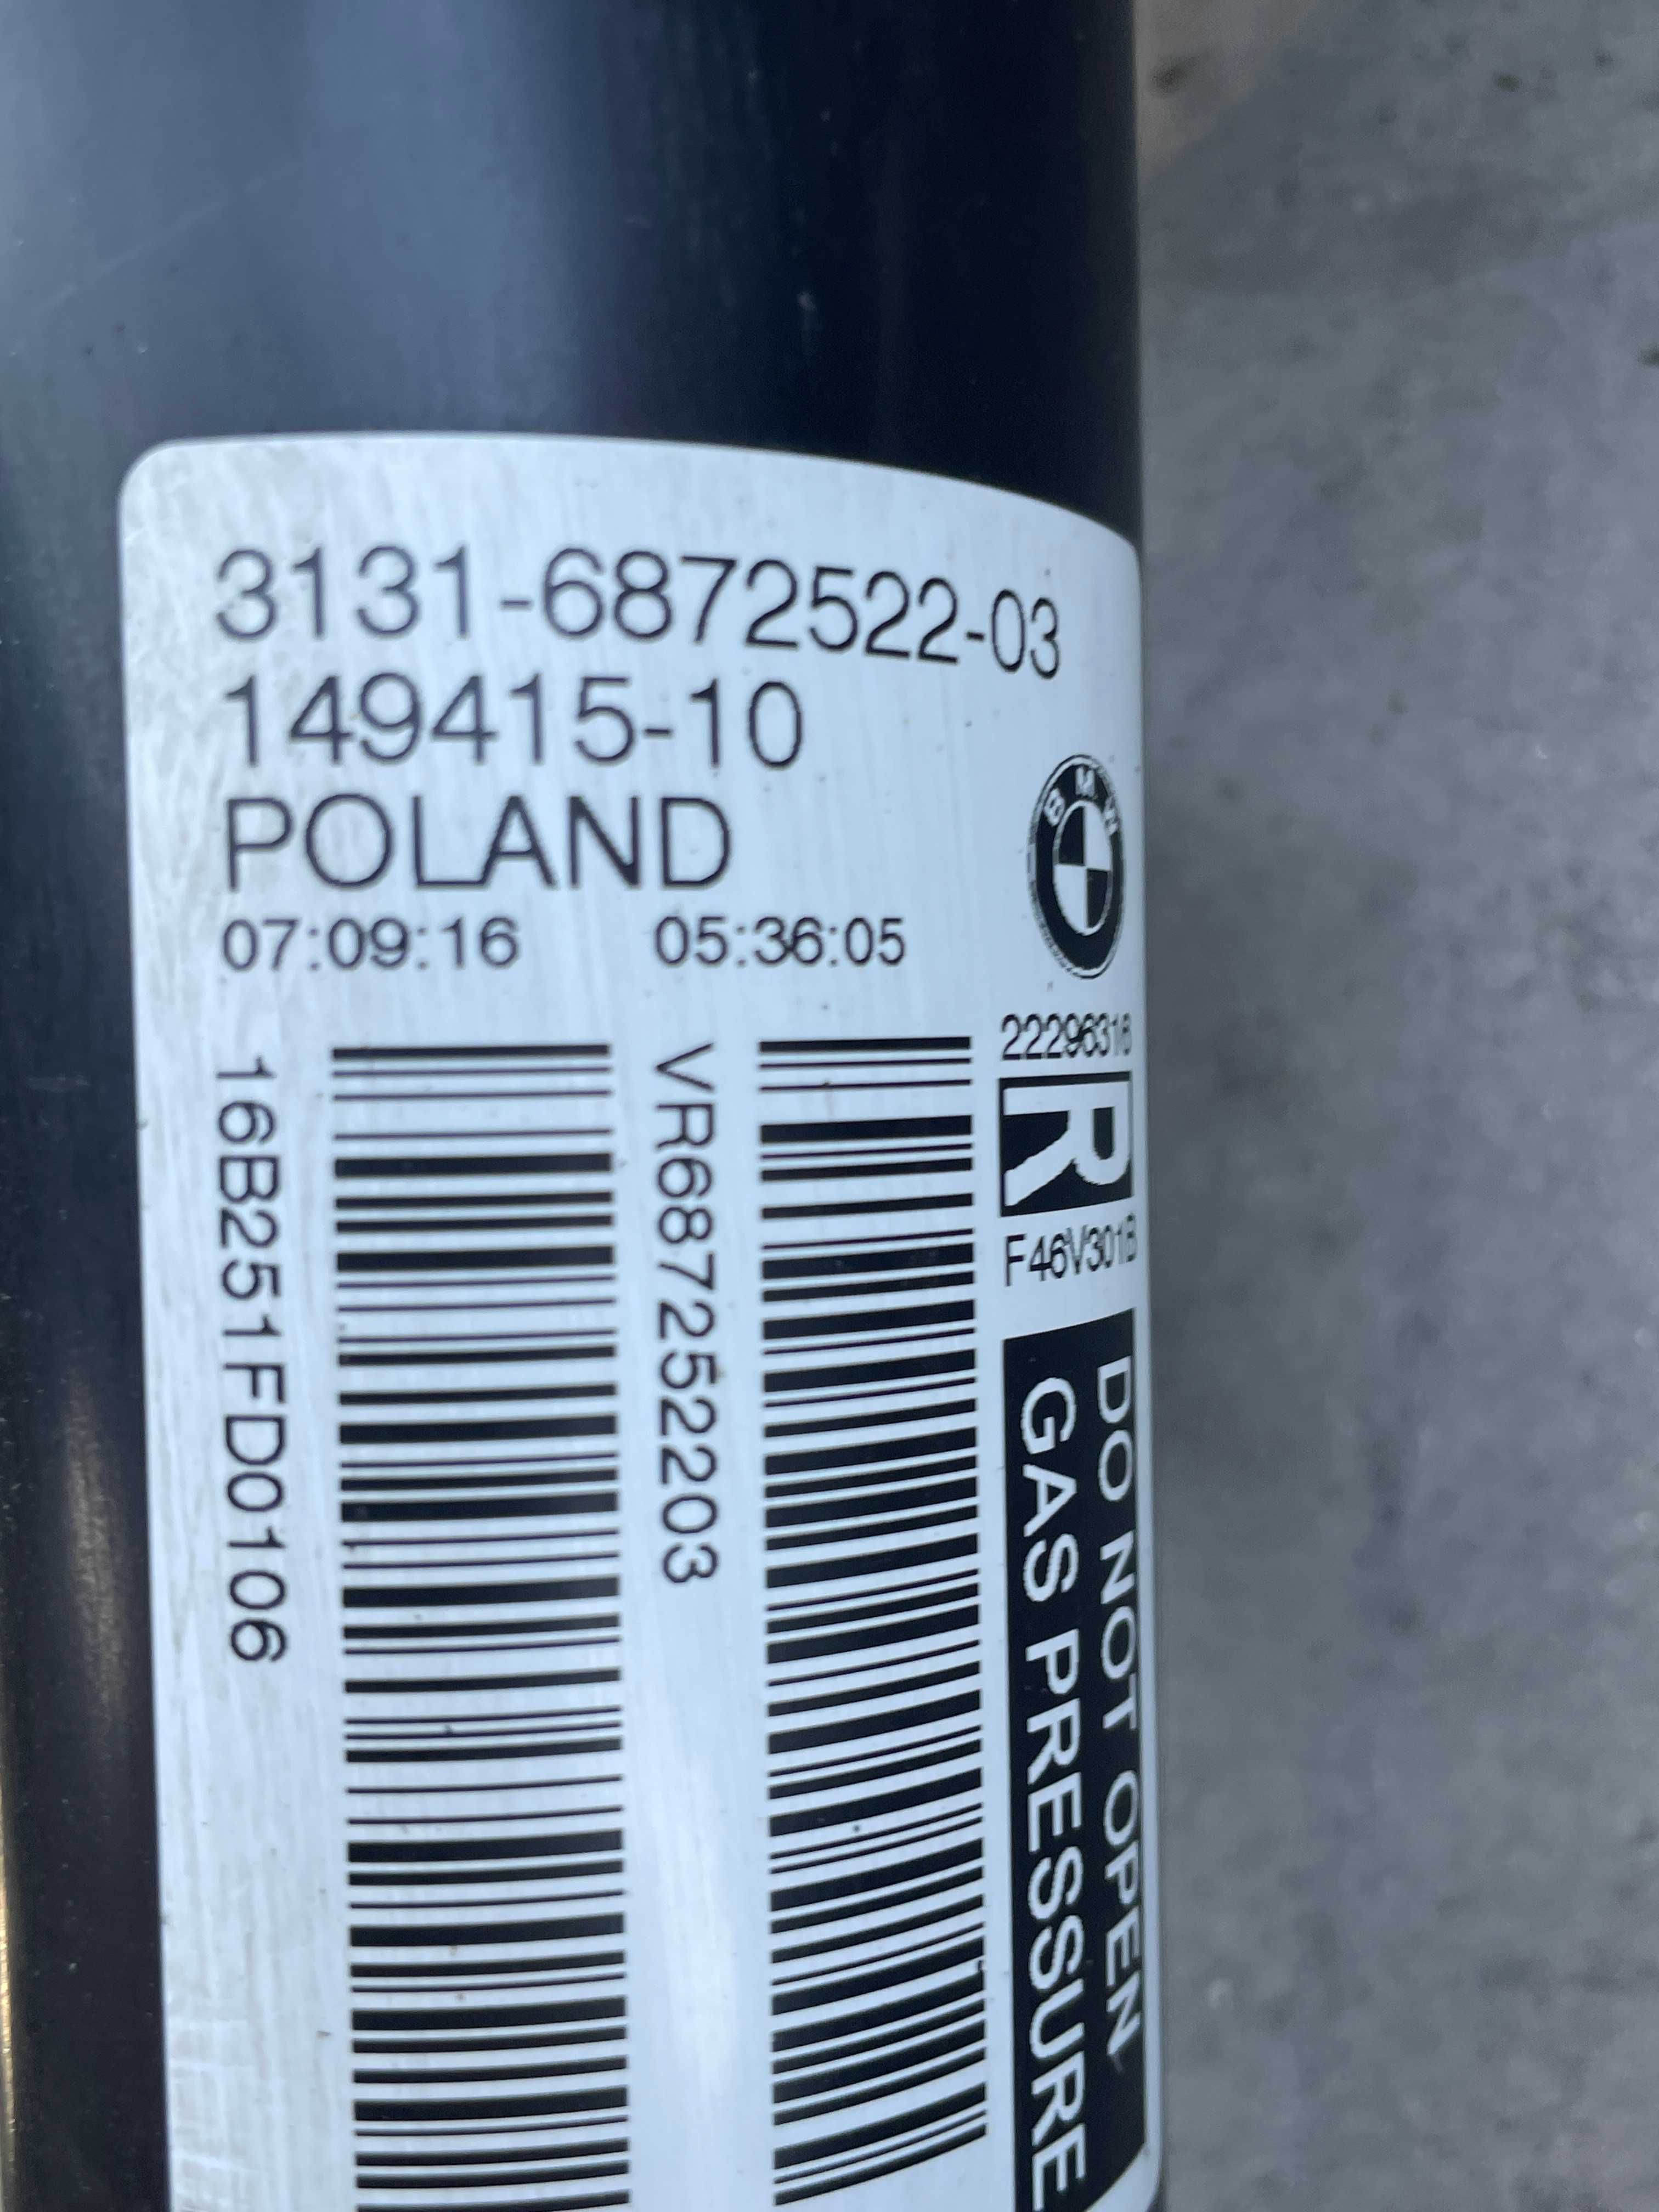 3131-6872522-03
149415-10
POLAND
07:09:16 05:36:05
BMW
22296316
R
F46V301B
16B251FD0106
VR687252203
DO NOT OPEN
GAS PRESSURE